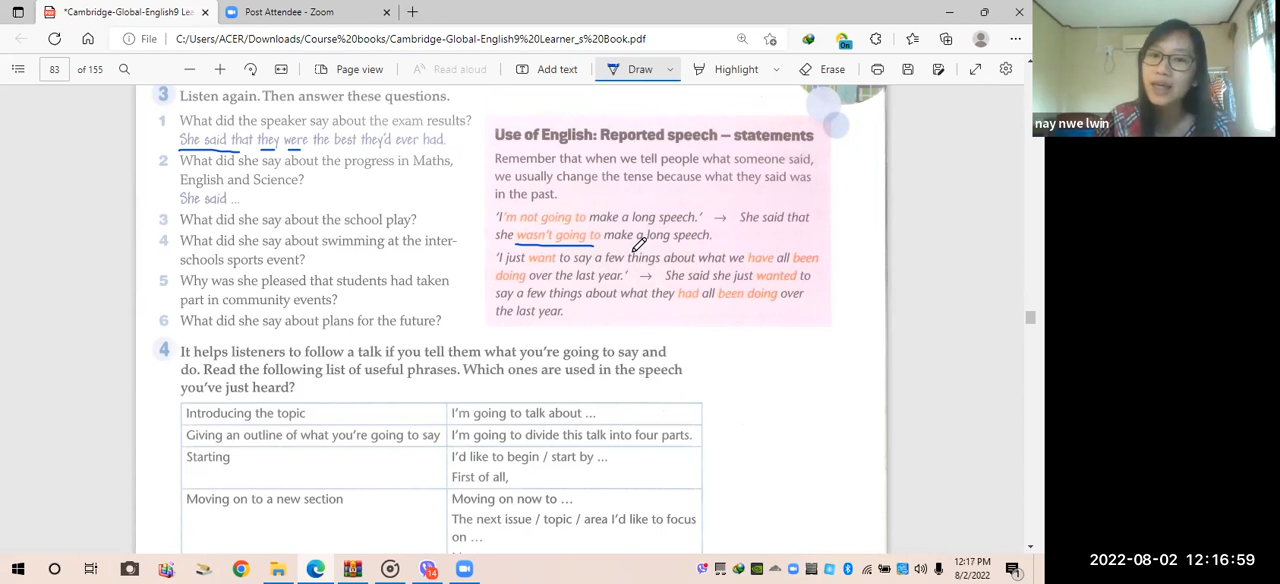 *Cambridge-Global-English9 Lea
Post Attendee - Zoom
File
C:/Users/ACER/Downloads/Course%20books/Cambridge-Global-English9%20Learner_s%20Book.pdf
On
83
of 155
Page view
Read aloud
Add text
Draw
Highlight
Erase
nay nwe lwin
3 Listen again. Then answer these questions.
1 What did the speaker say about the exam results?
She said that they were the best they'd ever had.
2 What did she say about the progress in Maths,
English and Science?
She said ...
3 What did she say about the school play?
4 What did she say about swimming at the inter-
schools sports event?
5 Why was she pleased that students had taken
part in community events?
6 What did she say about plans for the future?
Use of English: Reported speech – statements
Remember that when we tell people what someone said,
we usually change the tense because what they said was
in the past.
'I'm not going to make a long speech.' → She said that
she wasn't going to make a long speech.
'I just want to say a few things about what we have all been
doing over the last year.' → She said she just wanted to
say a few things about what they had all been doing over
the last year.
4 It helps listeners to follow a talk if you tell them what you're going to say and
do. Read the following list of useful phrases. Which ones are used in the speech
you've just heard?
Introducing the topic I'm going to talk about ...
Giving an outline of what you're going to say I'm going to divide this talk into four parts.
Starting I'd like to begin / start by ...
First of all,
Moving on to a new section Moving on now to ...
The next issue / topic / area I'd like to focus
on ...
14
12:17 PM
8/2/2022
1
2022-08-02 12:16:59